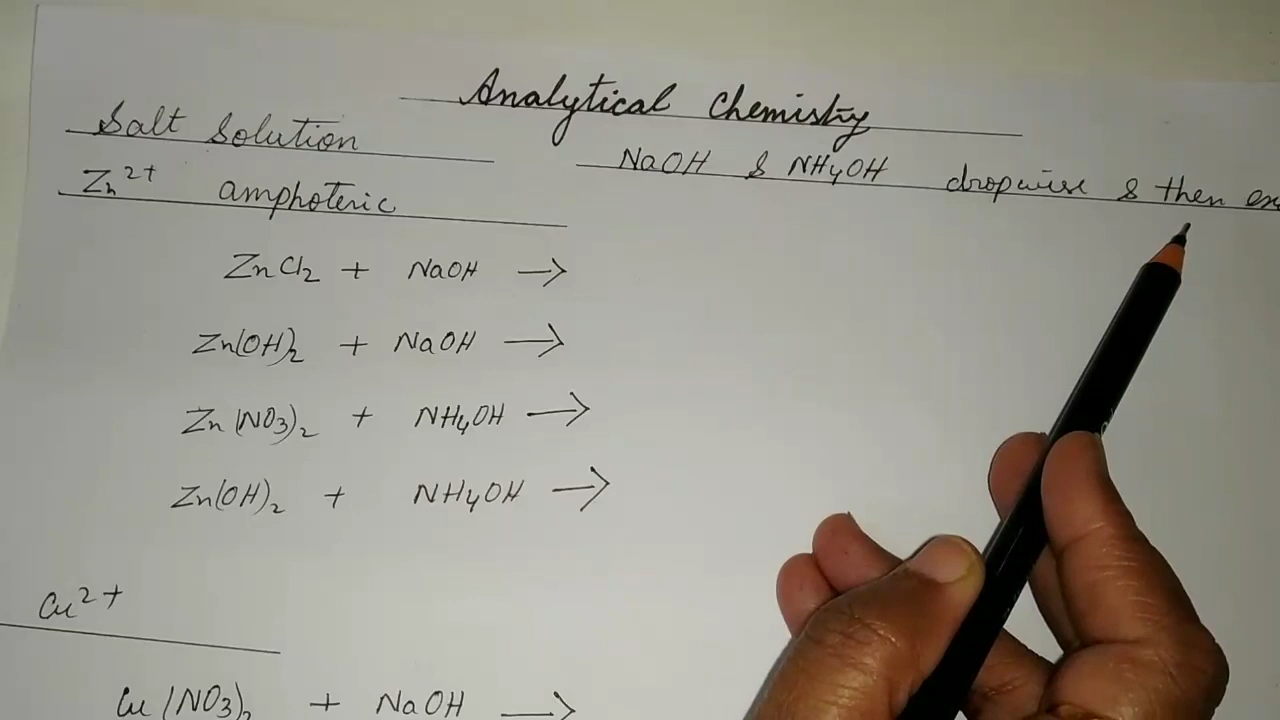 Analytical Chemistry
Salt Solution
NaOH & NH4OH dropwise & then
Zn²⁺ amphoteric
ZnCl₂ + NaOH →
Zn(OH)₂ + NaOH →
Zn(NO₃)₂ + NH₄OH →
Zn(OH)₂ + NH₄OH →
Cu²⁺
Cu(NO₃)₂ + NaOH →